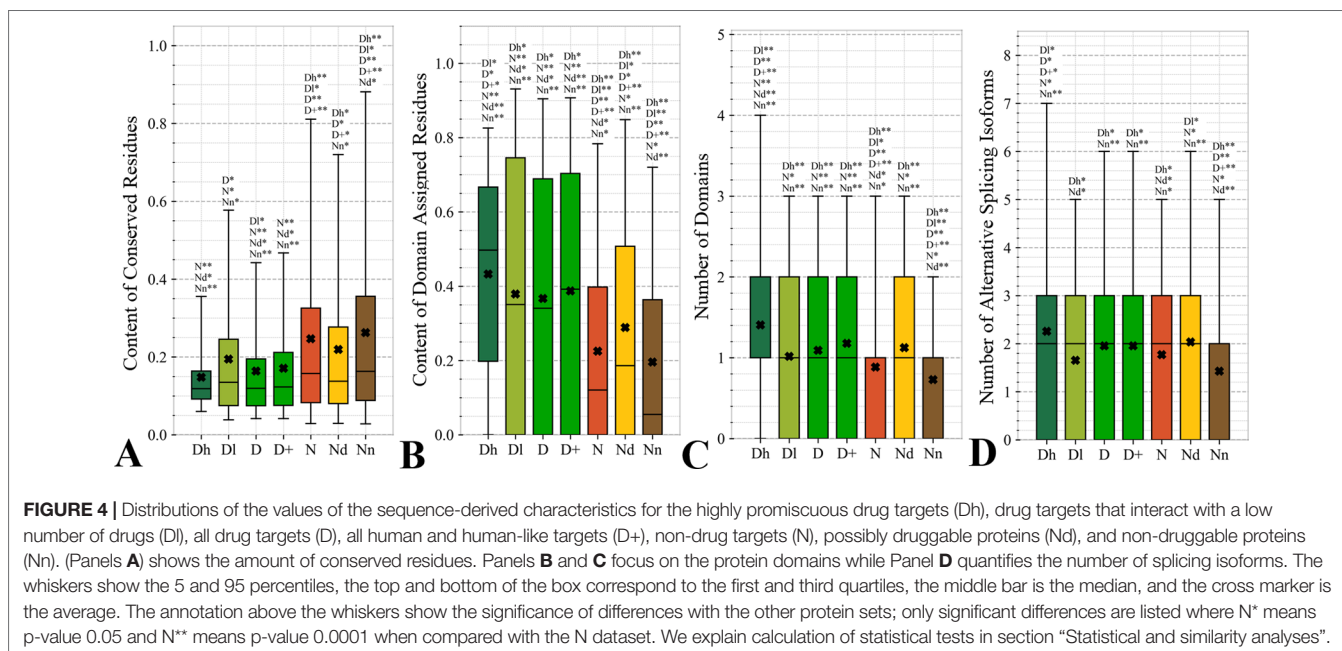 Content of Conserved Residues
1.0
0.8
0.6
0.4
0.2
0.0
N**
Nd*
Nn**
D*
N*
Nn*
Dl*
N**
Nd*
Nn**
N**
Nd*
Nn**
Dh**
Dl*
D**
D+**
Dh*
D*
D+*
Nn*
Dh**
Dl*
D**
D+**
Nd*
Dh Dl D D+ N Nd Nn
A
Content of Domain Assigned Residues
1.0
0.8
0.6
0.4
0.2
0.0
Dl*
D*
D+*
N**
Nd**
Nn**
Dh*
N**
Nd*
Nn**
Dh*
N**
Nd*
Nn**
Dh*
N**
Nd**
Nn**
Dh**
Dl**
D**
D+**
Nd*
Nn*
Dh**
Dl*
D*
D+**
N*
Nn**
Dh**
Dl**
D**
D+**
N*
Nd**
Dh Dl D D+ N Nd Nn
B
Number of Domains
5
4
3
2
1
0
Dl**
D**
D+**
N**
Nd**
Nn**
Dh**
N*
Nn**
Dh**
N**
Nn**
Dh**
N**
Nn**
Dh**
Dl*
D**
D+**
Nd*
Nn*
Dh**
N*
Nn**
Dh**
Dl**
D**
D+**
N*
Nd**
Dh Dl D D+ N Nd Nn
C
Number of Alternative Splicing Isoforms
8
7
6
5
4
3
2
1
0
Dl*
D*
D+*
N*
Nn**
Dh*
Nd*
Dh*
Nn**
Dh*
Nn**
Dh*
Nd*
Nn*
Dl*
N*
Nn**
Dh**
D**
D+**
N*
Nd**
Dh Dl D D+ N Nd Nn
D
FIGURE 4 | Distributions of the values of the sequence-derived characteristics for the highly promiscuous drug targets (Dh), drug targets that interact with a low
number of drugs (Dl), all drug targets (D), all human and human-like targets (D+), non-drug targets (N), possibly druggable proteins (Nd), and non-druggable proteins
(Nn). (Panels A) shows the amount of conserved residues. Panels B and C focus on the protein domains while Panel D quantifies the number of splicing isoforms. The
whiskers show the 5 and 95 percentiles, the top and bottom of the box correspond to the first and third quartiles, the middle bar is the median, and the cross marker is
the average. The annotation above the whiskers show the significance of differences with the other protein sets; only significant differences are listed where N* means
p-value 0.05 and N** means p-value 0.0001 when compared with the N dataset. We explain calculation of statistical tests in section “Statistical and similarity analyses”.